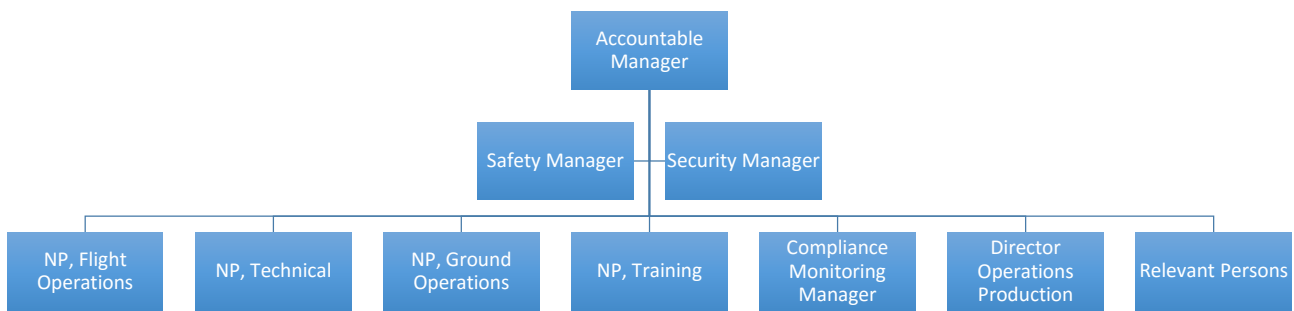 Accountable
Manager
Safety Manager
Security Manager
NP, Flight
Operations
NP, Technical
NP, Ground
Operations
NP, Training
Compliance
Monitoring
Manager
Director
Operations
Production
Relevant Persons